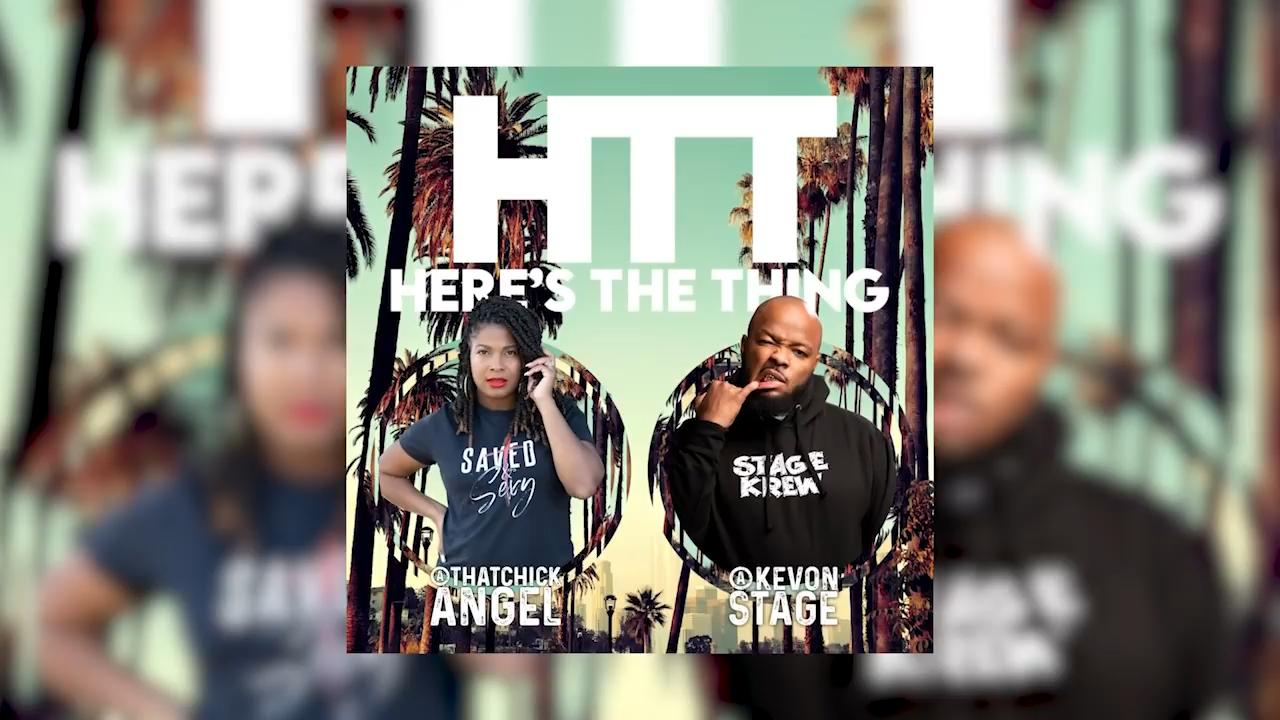 HTT
HERE'S THE THING
SAVED
& Sexy
STAGE
KREW
@THATCHICK
ANGEL
@KEVON
STAGE